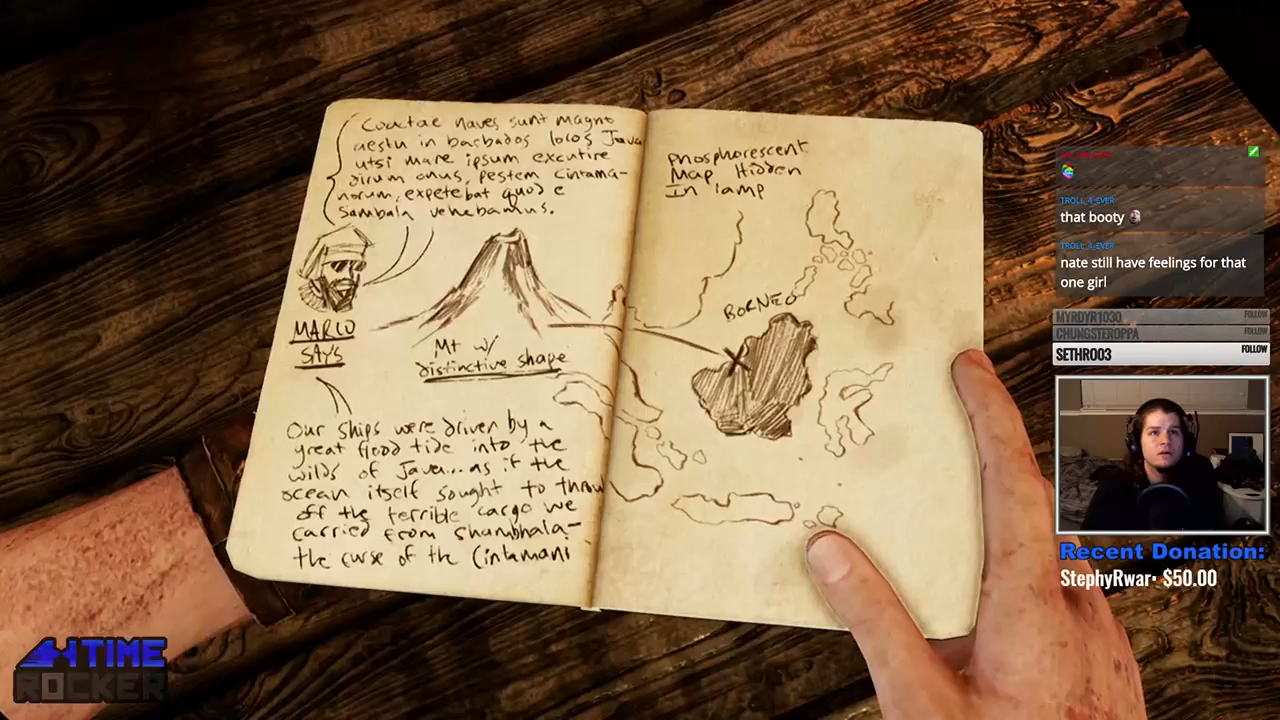 Coactae naves sunt magno
aestu in barbados locos Java
utsi mare ipsum excutire
dirum onus, pestem cintama-
norum, expetebat quod e
Sambala vehebamus.
MARCO
SAYS
Mt w/
distinctive shape
Our ships were driven by a
great flood tide into the
wilds of Java... as if the
ocean itself sought to throw
off the terrible cargo we
carried from Shambhala-
the curse of the Cintamani
Phosphorescent
Map Hidden
In lamp
BORNEO
TROLL_4_EVER
that booty
TROLL_4_EVER
nate still have feelings for that
one girl
MYRDYR1030 FOLLOW
CHUNGSTEROPPA FOLLOW
SETHR003 FOLLOW
Recent Donation:
StephyRwar- $50.00
TIME
ROCKER